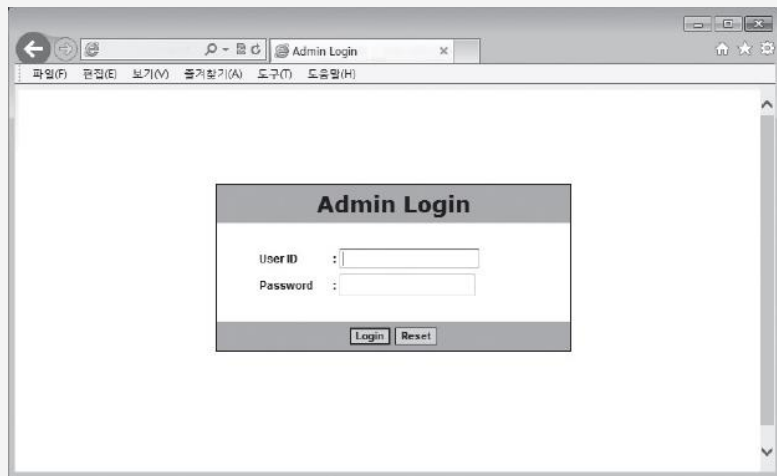 Admin Login
파일(F) 편집(E) 보기(V) 즐겨찾기(A) 도구(T) 도움말(H)
Admin Login
User ID :
Password :
Login Reset